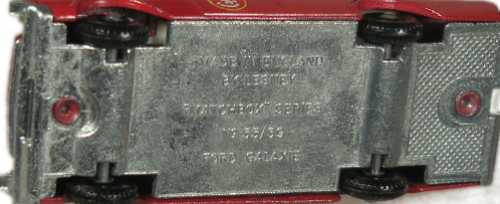 MADE IN ENGLAND
BY LESNEY
"MATCHBOX" SERIES
Nº 55/59
FORD GALAXIE